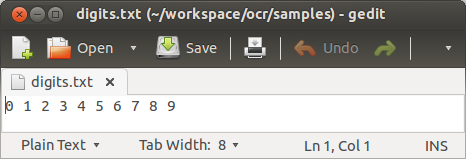 digits.txt (~/workspace/ocr/samples) - gedit
Open Save Undo
digits.txt
0 1 2 3 4 5 6 7 8 9
Plain Text Tab Width: 8 Ln 1, Col 1 INS